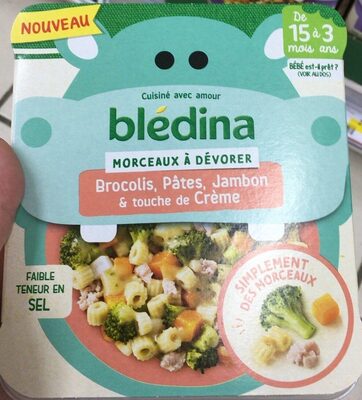 NOUVEAU
De
15 à 3
mois ans
BÉBÉ est-il prêt ?
(VOIR AU DOS)
Cuisiné avec amour
blédina
MORCEAUX À DÉVORER
Brocolis, Pâtes, Jambon
& touche de Crème
FAIBLE
TENEUR EN
SEL
SIMPLEMENT
DES MORCEAUX